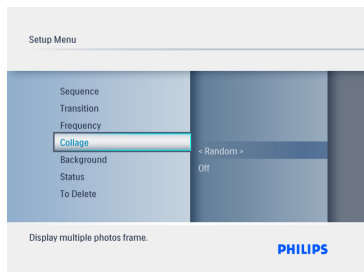 Setup Menu
Sequence
Transition
Frequency
Collage
< Random >
Background
Off
Status
To Delete
Display multiple photos frame.
PHILIPS